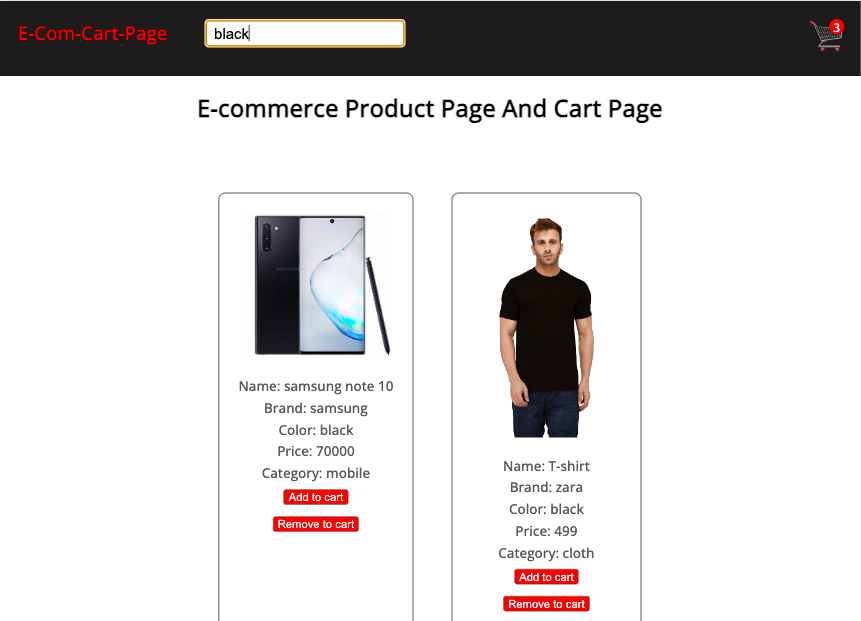 E-Com-Cart-Page
black
3
E-commerce Product Page And Cart Page
SAMSUNG
Name: samsung note 10
Brand: samsung
Color: black
Price: 70000
Category: mobile
Add to cart
Remove to cart
Name: T-shirt
Brand: zara
Color: black
Price: 499
Category: cloth
Add to cart
Remove to cart